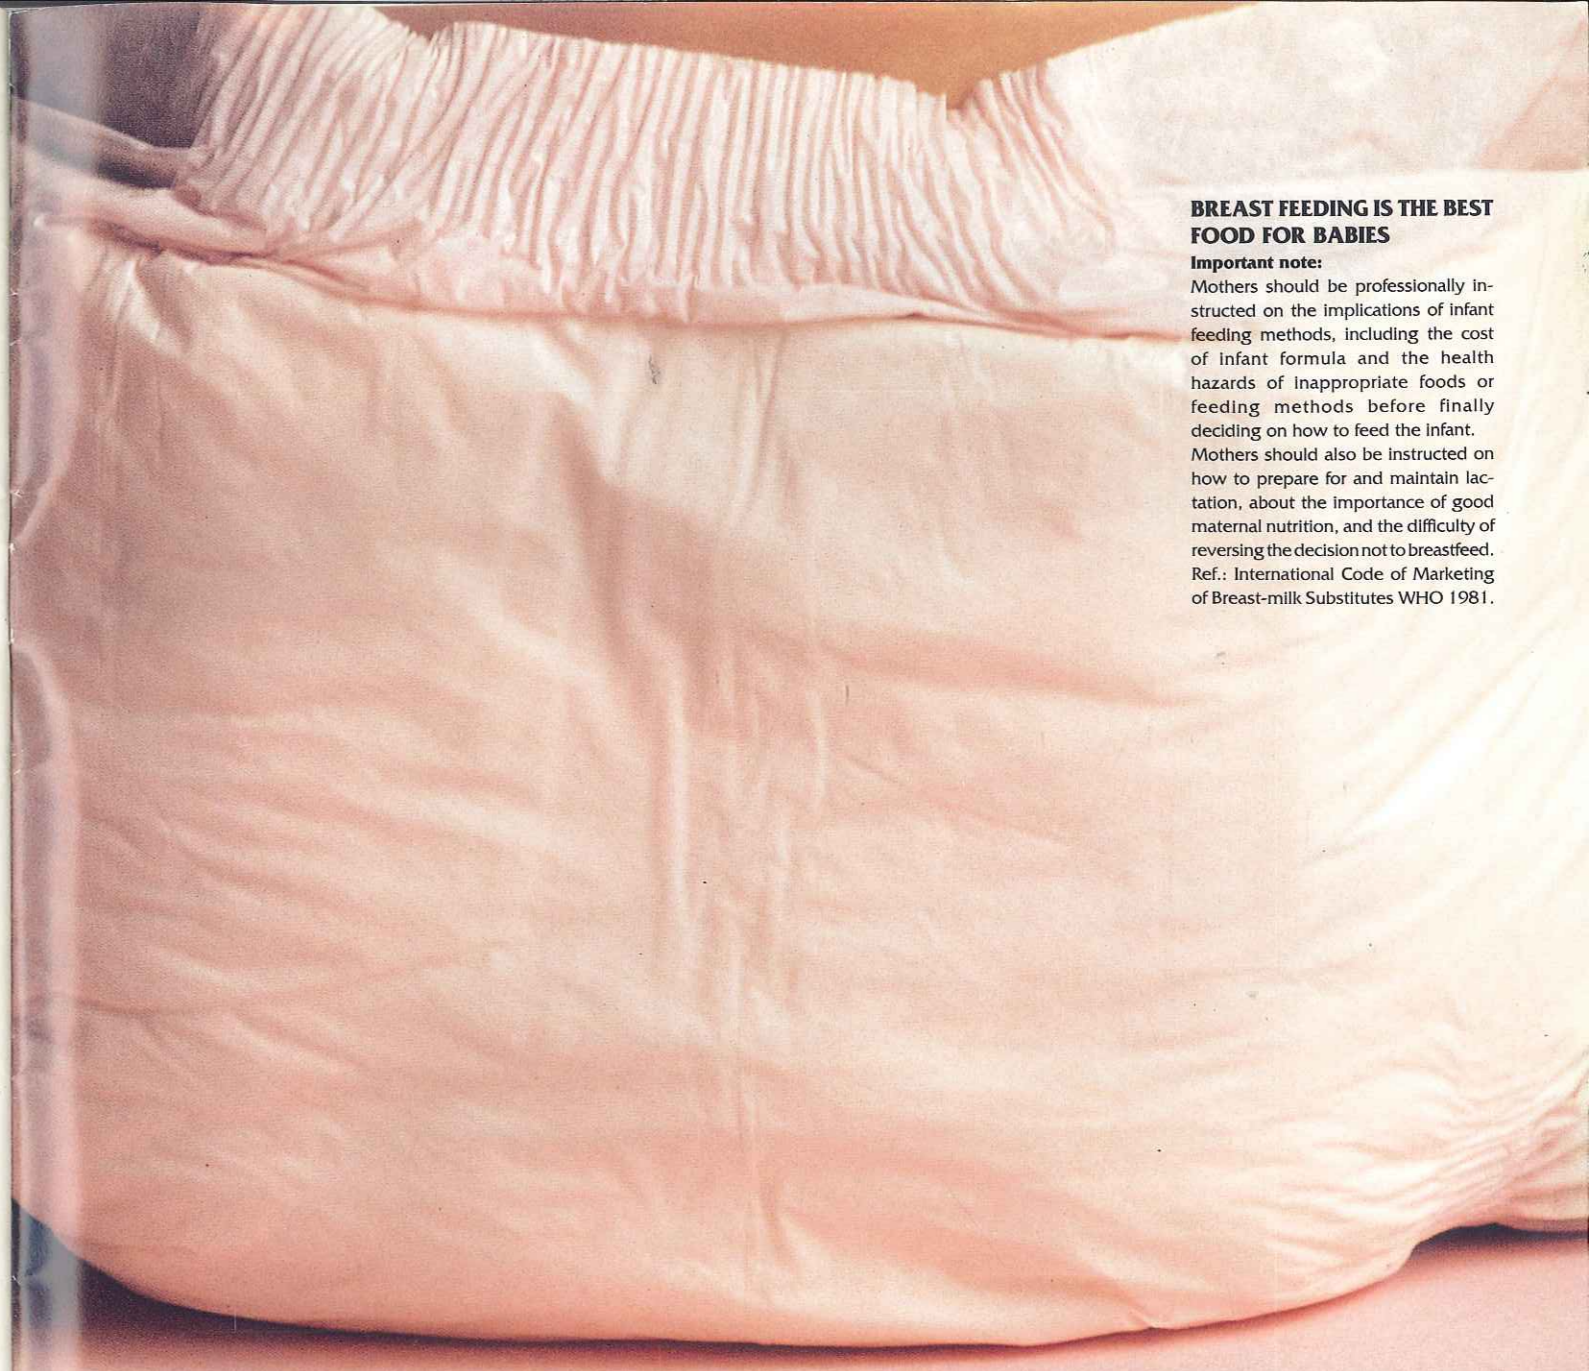 BREAST FEEDING IS THE BEST
FOOD FOR BABIES
Important note:
Mothers should be professionally in-
structed on the implications of infant
feeding methods, including the cost
of infant formula and the health
hazards of inappropriate foods or
feeding methods before finally
deciding on how to feed the infant.
Mothers should also be instructed on
how to prepare for and maintain lac-
tation, about the importance of good
maternal nutrition, and the difficulty of
reversing the decision not to breastfeed.
Ref.: International Code of Marketing
of Breast-milk Substitutes WHO 1981.